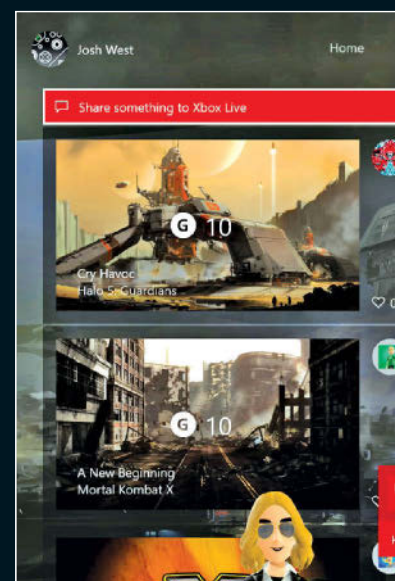 Josh West
Home
Share something to Xbox Live
G 10
Cry Havoc
Halo 5: Guardians
G 10
A New Beginning
Mortal Kombat X